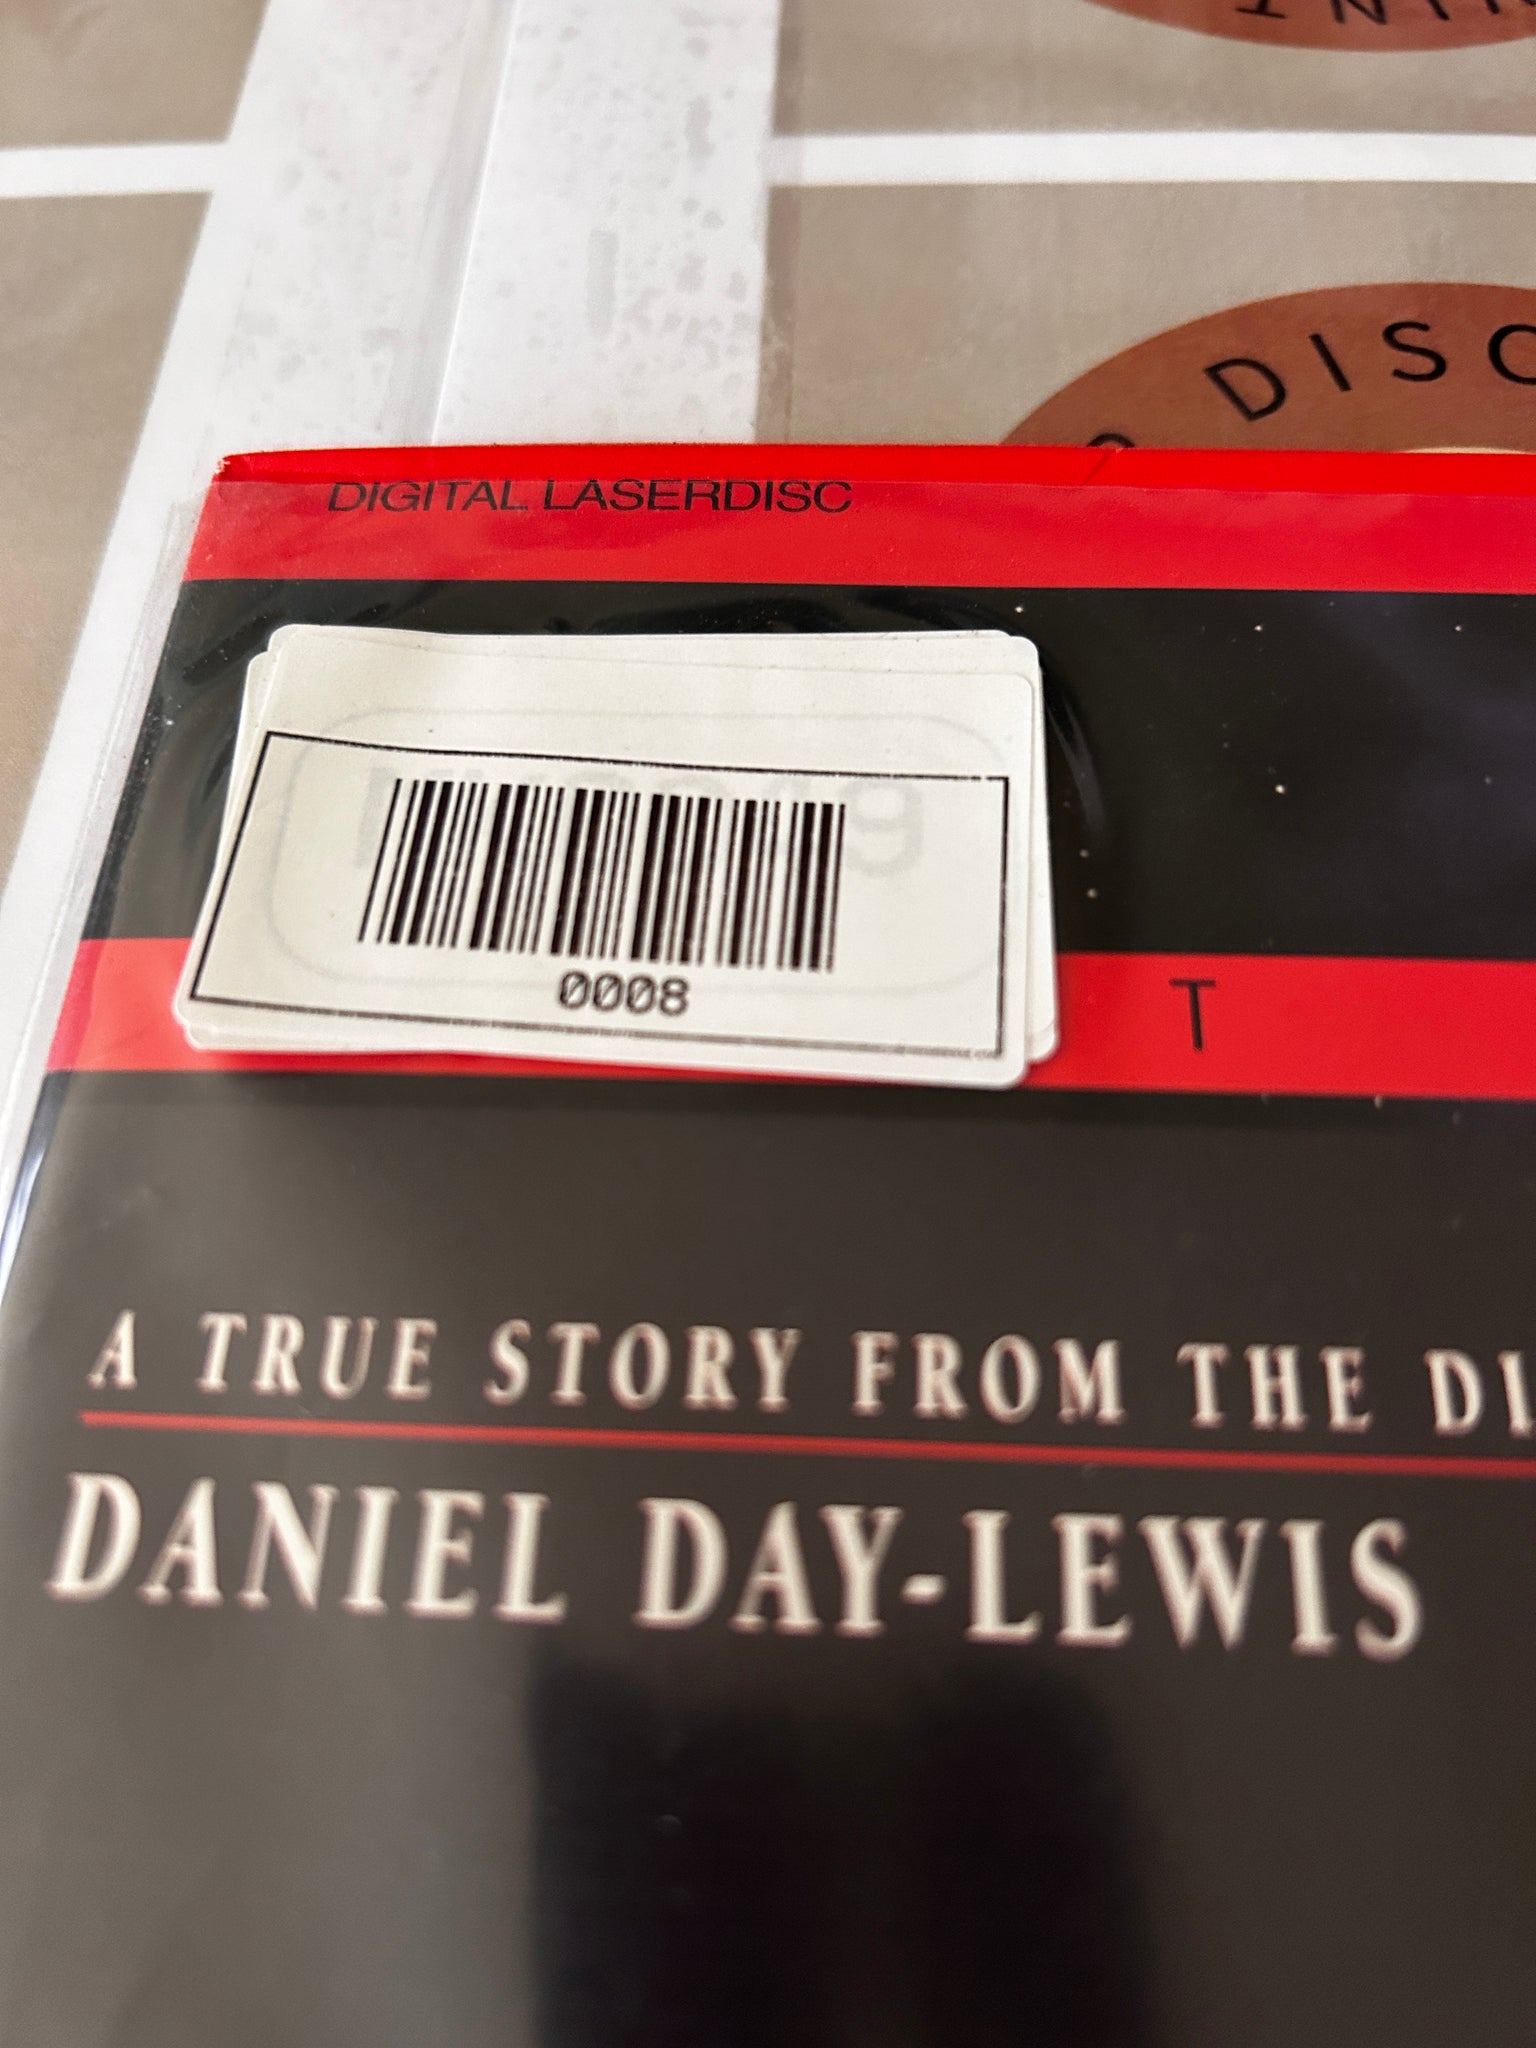 DISC
DIGITAL LASERDISC
0008
T
A TRUE STORY FROM THE DI
DANIEL DAY-LEWIS